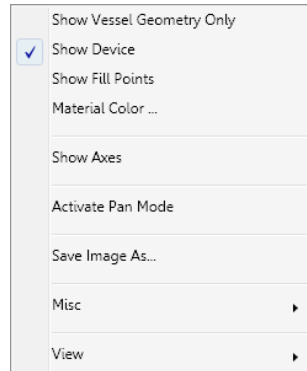 Show Vessel Geometry Only
Show Device
Show Fill Points
Material Color ...
Show Axes
Activate Pan Mode
Save Image As...
Misc
View